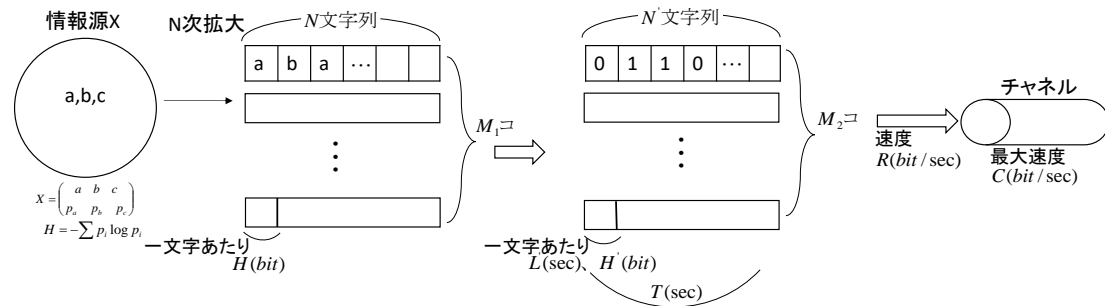 情報源X
a,b,c
X = ( a b c
p_a p_b p_c )
H = −∑ p_i log p_i
N次拡大
N文字列
a b a …
⋮
M₁コ
一文字あたり
H(bit)
N'文字列
0 1 1 0 …
⋮
M₂コ
一文字あたり
L(sec)、H'(bit)
T(sec)
速度
R(bit/sec)
チャネル
最大速度
C(bit/sec)